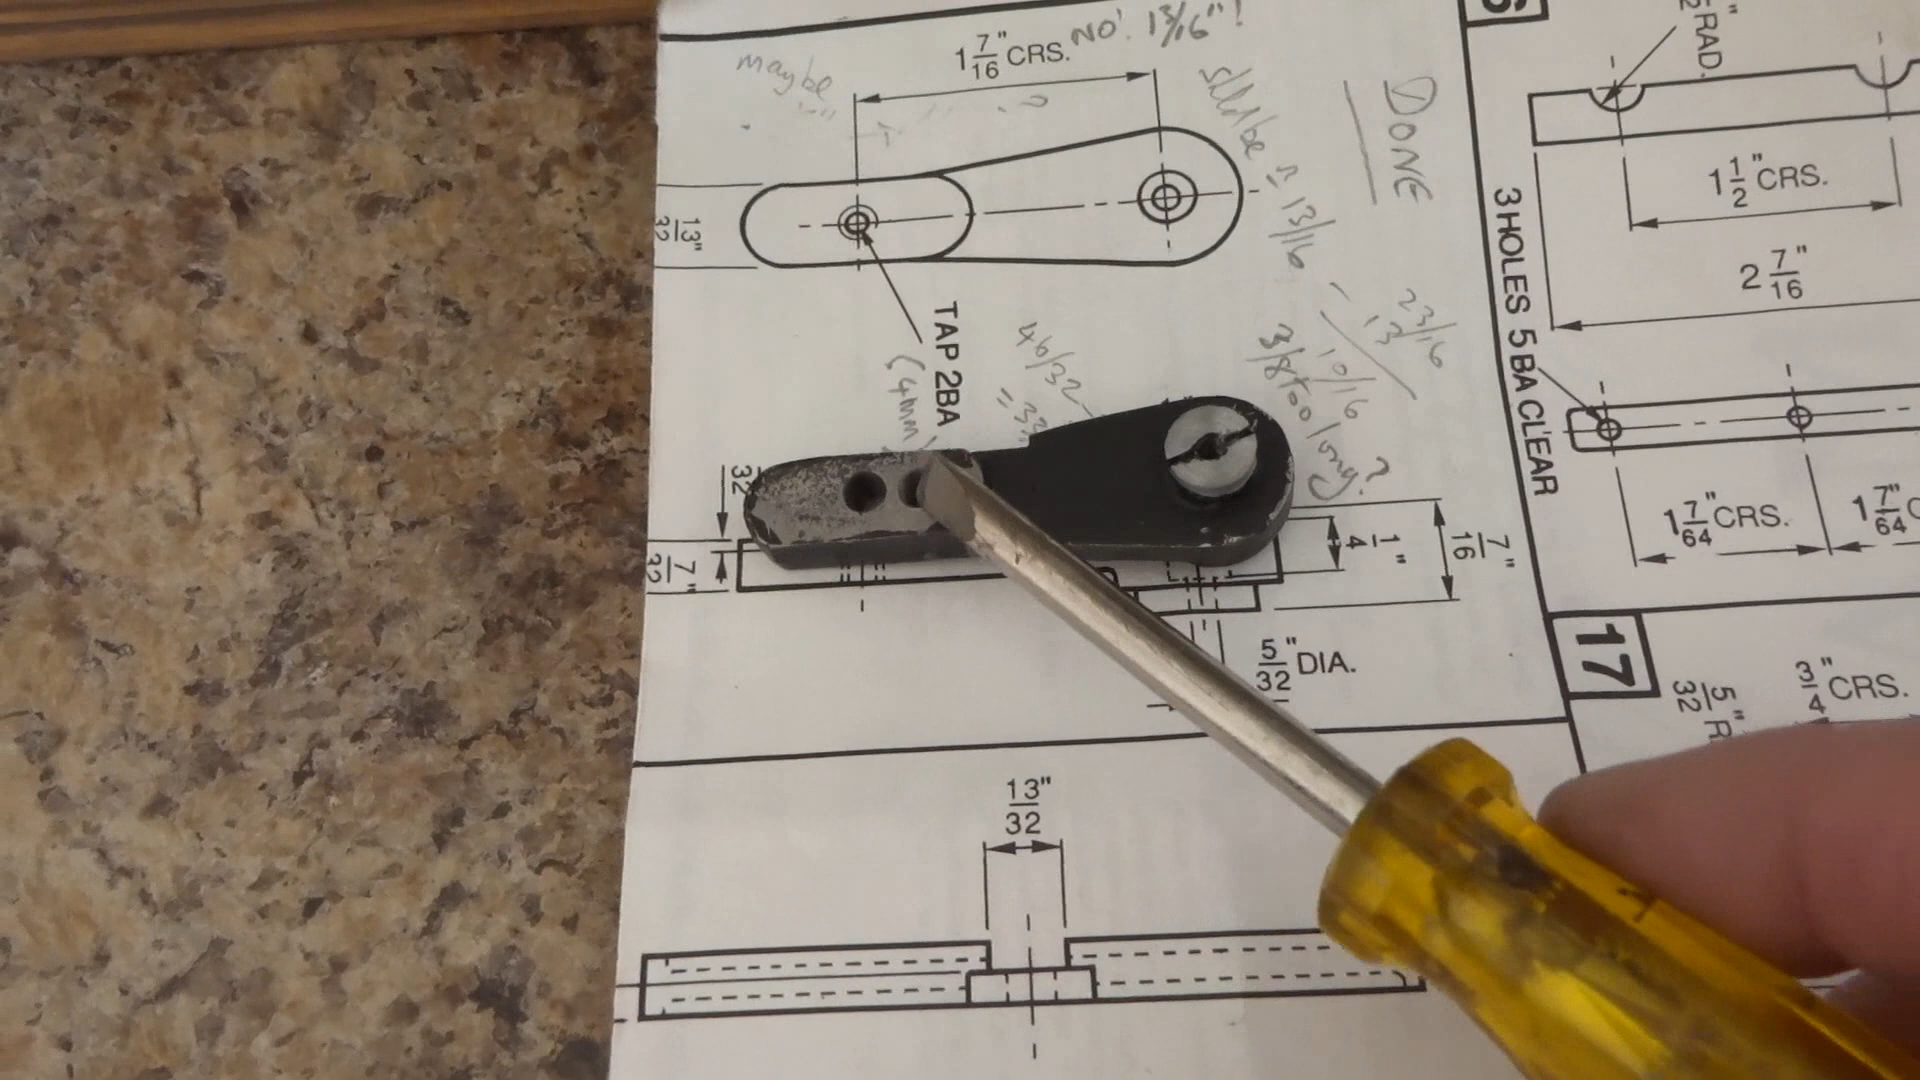 1 7/16" CRS.
NO! 1 3/16"!
maybe
DONE
13/32"
TAP 2BA
(4mm)
46/32
13/16
23/16
13
10/16
3/8 too long?
32
7/32"
1/4"
7/16"
5/32" DIA.
13/32"
RAD.
1 1/2" CRS.
2 7/16"
3 HOLES 5 BA CLEAR
1 7/64" CRS.
1 7/64" C
17
3/4" CRS.
5/32" R